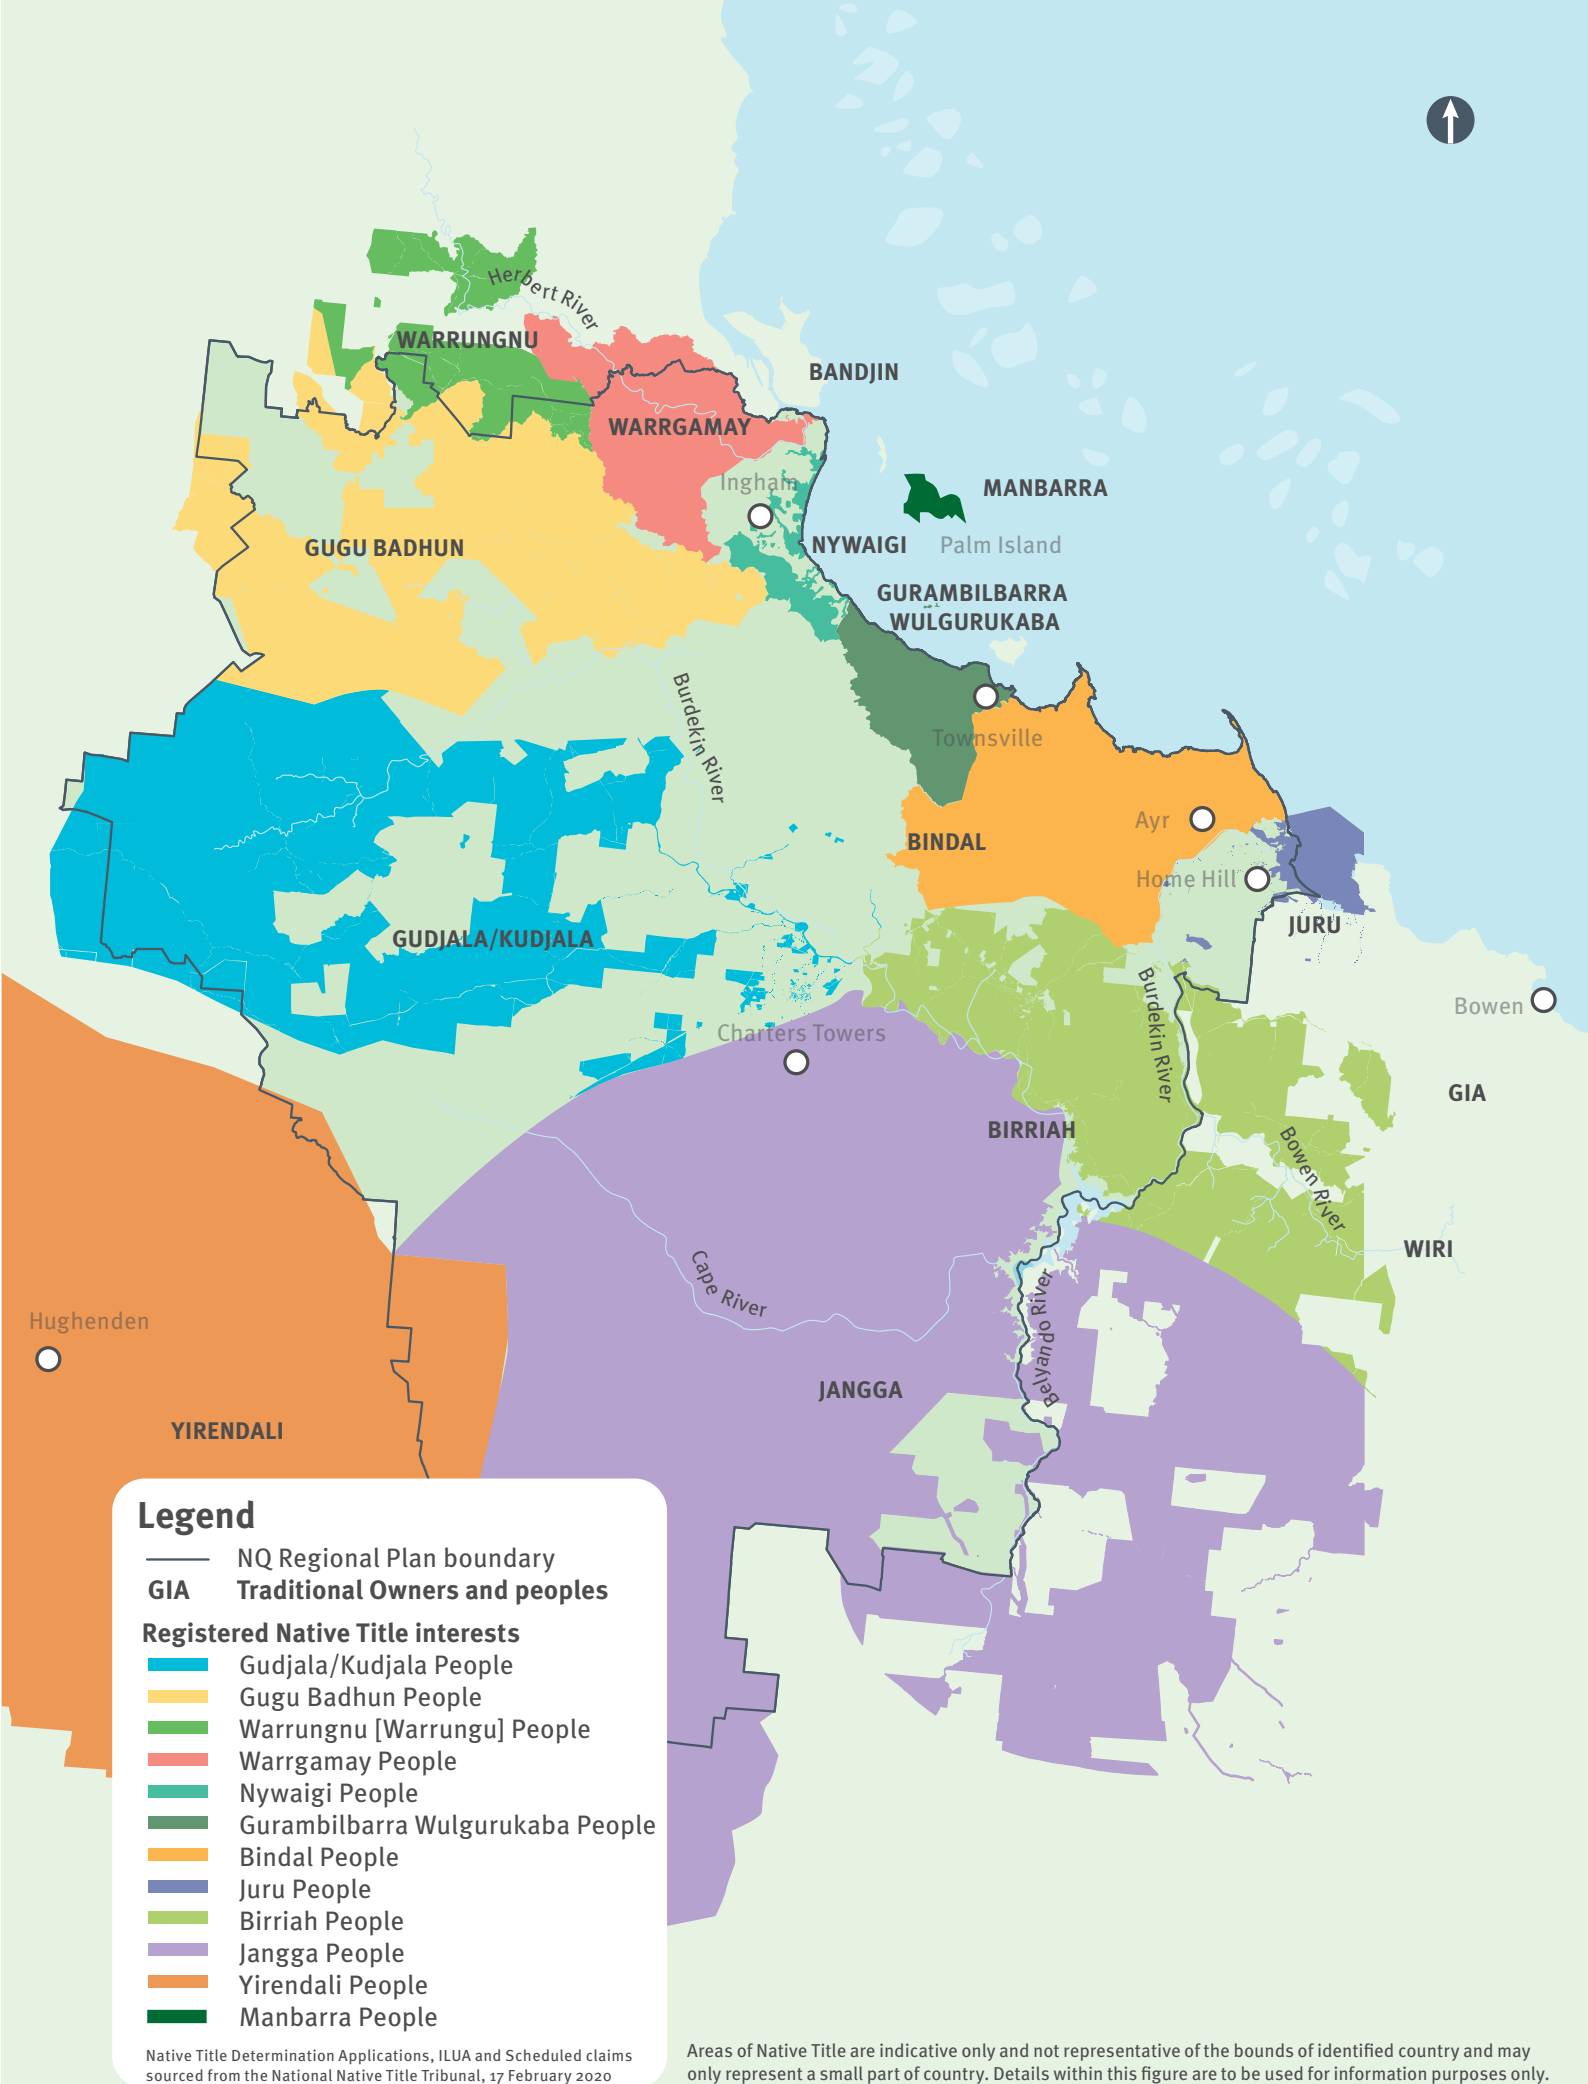 Herbert River
WARRUNGNU
BANDJIN
WARRGAMAY
Ingham
MANBARRA
GUGU BADHUN
NYWAIGI
Palm Island
GURAMBILBARRA
WULGURUKABA
Burdekin River
Townsville
Ayr
BINDAL
Home Hill
JURU
GUDJALA/KUDJALA
Burdekin River
Bowen
Charters Towers
GIA
BIRRIAH
Bowen River
WIRI
Cape River
Belyando River
Hughenden
JANGGA
YIRENDALI
Legend
NQ Regional Plan boundary
GIA Traditional Owners and peoples
Registered Native Title interests
Gudjala/Kudjala People
Gugu Badhun People
Warrungnu [Warrungu] People
Warrgamay People
Nywaigi People
Gurambilbarra Wulgurukaba People
Bindal People
Juru People
Birriah People
Jangga People
Yirendali People
Manbarra People
Native Title Determination Applications, ILUA and Scheduled claims
sourced from the National Native Title Tribunal, 17 February 2020
Areas of Native Title are indicative only and not representative of the bounds of identified country and may
only represent a small part of country. Details within this figure are to be used for information purposes only.